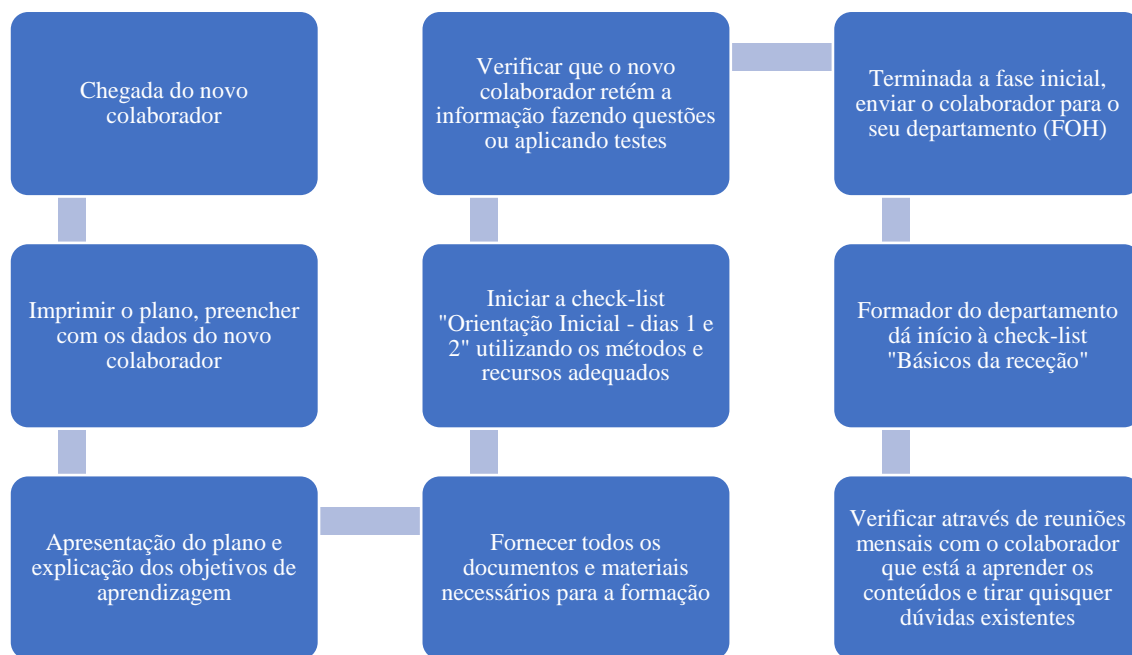 Chegada do novo
colaborador
Imprimir o plano, preencher
com os dados do novo
colaborador
Apresentação do plano e
explicação dos objetivos de
aprendizagem
Fornecer todos os
documentos e materiais
necessários para a formação
Iniciar a check-list
"Orientação Inicial - dias 1 e
2" utilizando os métodos e
recursos adequados
Verificar que o novo
colaborador retém a
informação fazendo questões
ou aplicando testes
Terminada a fase inicial,
enviar o colaborador para o
seu departamento (FOH)
Formador do departamento
dá início à check-list
"Básicos da receção"
Verificar através de reuniões
mensais com o colaborador
que está a aprender os
conteúdos e tirar quisquer
dúvidas existentes